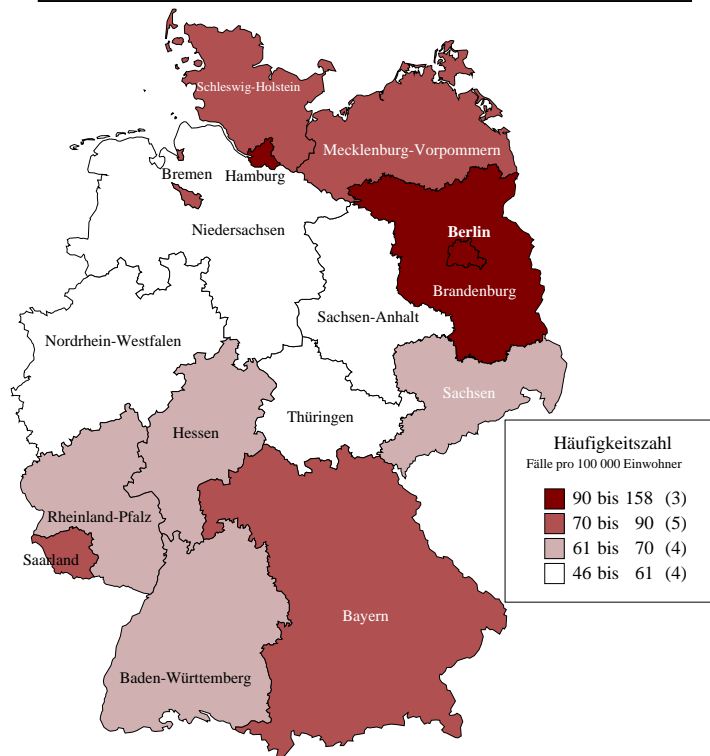 Schleswig-Holstein
Mecklenburg-Vorpommern
Bremen
Hamburg
Niedersachsen
Berlin
Brandenburg
Sachsen-Anhalt
Nordrhein-Westfalen
Sachsen
Thüringen
Hessen
Rheinland-Pfalz
Saarland
Bayern
Baden-Württemberg
Häufigkeitszahl
Fälle pro 100 000 Einwohner
90 bis 158 (3)
70 bis 90 (5)
61 bis 70 (4)
46 bis 61 (4)